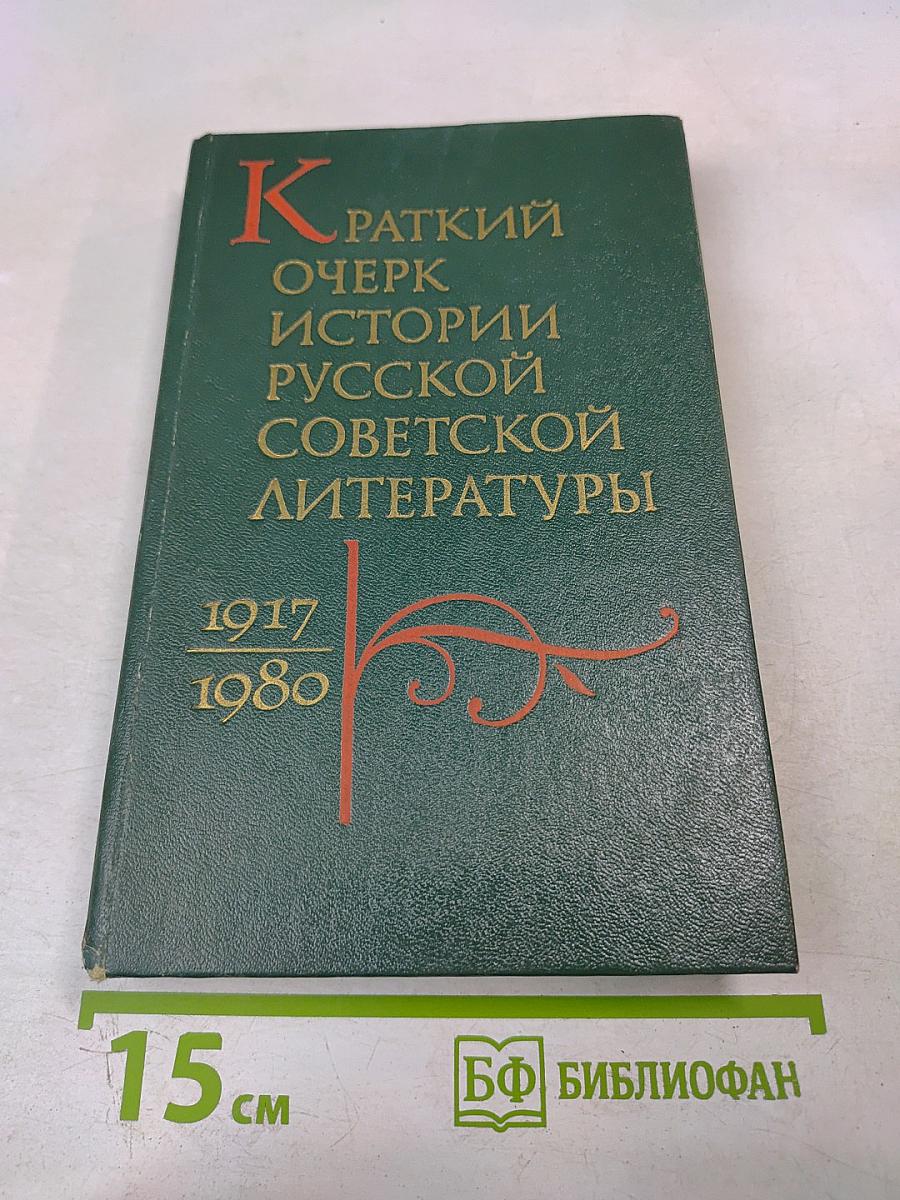 КРАТКИЙ
ОЧЕРК
ИСТОРИИ
РУССКОЙ
СОВЕТСКОЙ
ЛИТЕРАТУРЫ
1917
1980
15 см
БФ БИБЛИОФАН